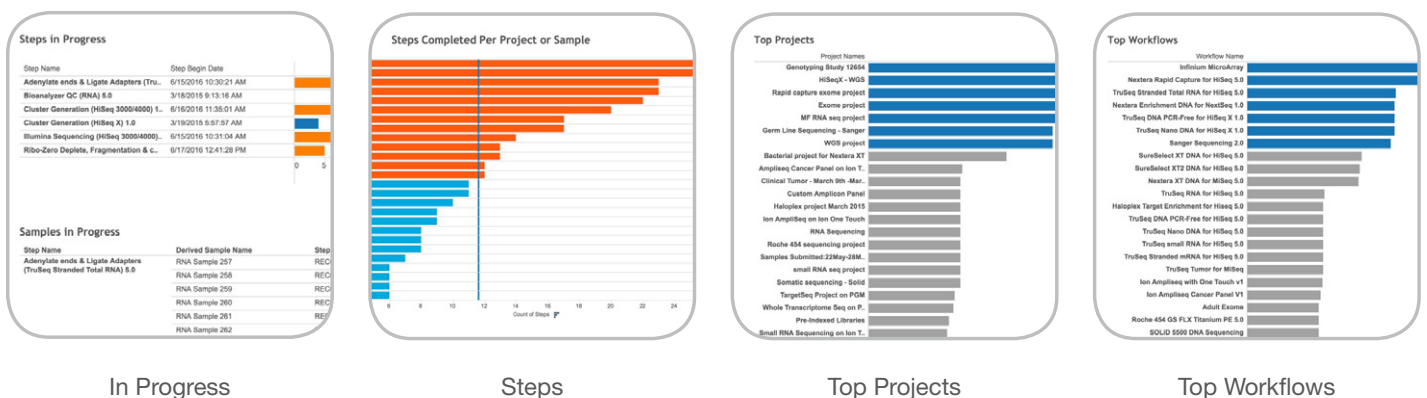 Steps in Progress
Step Name Step Begin Date
Adenylate ends & Ligate Adapters (Tru.. 6/15/2016 10:30:21 AM
Bioanalyzer QC (RNA) 5.0 3/18/2015 9:13:16 AM
Cluster Generation (HiSeq 3000/4000) 1.. 6/16/2016 11:35:01 AM
Cluster Generation (HiSeq X) 1.0 3/19/2015 5:57:57 AM
Illumina Sequencing (HiSeq 3000/4000).. 6/15/2016 10:31:04 AM
Ribo-Zero Deplete, Fragmentation & c.. 6/17/2016 12:41:28 PM
0 5
Samples in Progress
Step Name Derived Sample Name Step
Adenylate ends & Ligate Adapters RNA Sample 257 REC
(TruSeq Stranded Total RNA) 5.0 RNA Sample 258 REC
RNA Sample 259 REC
RNA Sample 260 REC
RNA Sample 261 REC
RNA Sample 262
In Progress
Steps Completed Per Project or Sample
6 8 10 12 14 16 18 20 22 24
Count of Steps
Steps
Top Projects
Project Names
Genotyping Study 12654
HiSeqX - WGS
Rapid capture exome project
Exome project
MF RNA seq project
Germ Line Sequencing - Sanger
WGS project
Bacterial project for Nextera XT
Ampliseq Cancer Panel on Ion T..
Clinical Tumor - March 9th -Mar..
Custom Amplicon Panel
Haloplex project March 2015
Ion AmpliSeq on Ion One Touch
RNA Sequencing
Roche 454 sequencing project
Samples Submitted:22May-28M..
small RNA seq project
Somatic sequencing - Solid
TargetSeq Project on PGM
Whole Transcriptome Seq on P..
Pre-Indexed Libraries
Small RNA Sequencing on Ion T..
Top Projects
Top Workflows
Workflow Name
Infinium MicroArray
Nextera Rapid Capture for HiSeq 5.0
TruSeq Stranded Total RNA for HiSeq 5.0
Nextera Enrichment DNA for NextSeq 1.0
TruSeq DNA PCR-Free for HiSeq X 1.0
TruSeq Nano DNA for HiSeq X 1.0
Sanger Sequencing 2.0
SureSelect XT DNA for HiSeq 5.0
SureSelect XT2 DNA for HiSeq 5.0
Nextera XT DNA for MiSeq 5.0
TruSeq RNA for HiSeq 5.0
Haloplex Target Enrichment for Hiseq 5.0
TruSeq DNA PCR-Free for HiSeq 5.0
TruSeq Nano DNA for HiSeq 5.0
TruSeq small RNA for HiSeq 5.0
TruSeq Stranded mRNA for HiSeq 5.0
TruSeq Tumor for MiSeq
Ion Ampliseq with One Touch v1
Ion Ampliseq Cancer Panel V1
Adult Exome
Roche 454 GS FLX Titanium PE 5.0
SOLiD 5500 DNA Sequencing
Top Workflows